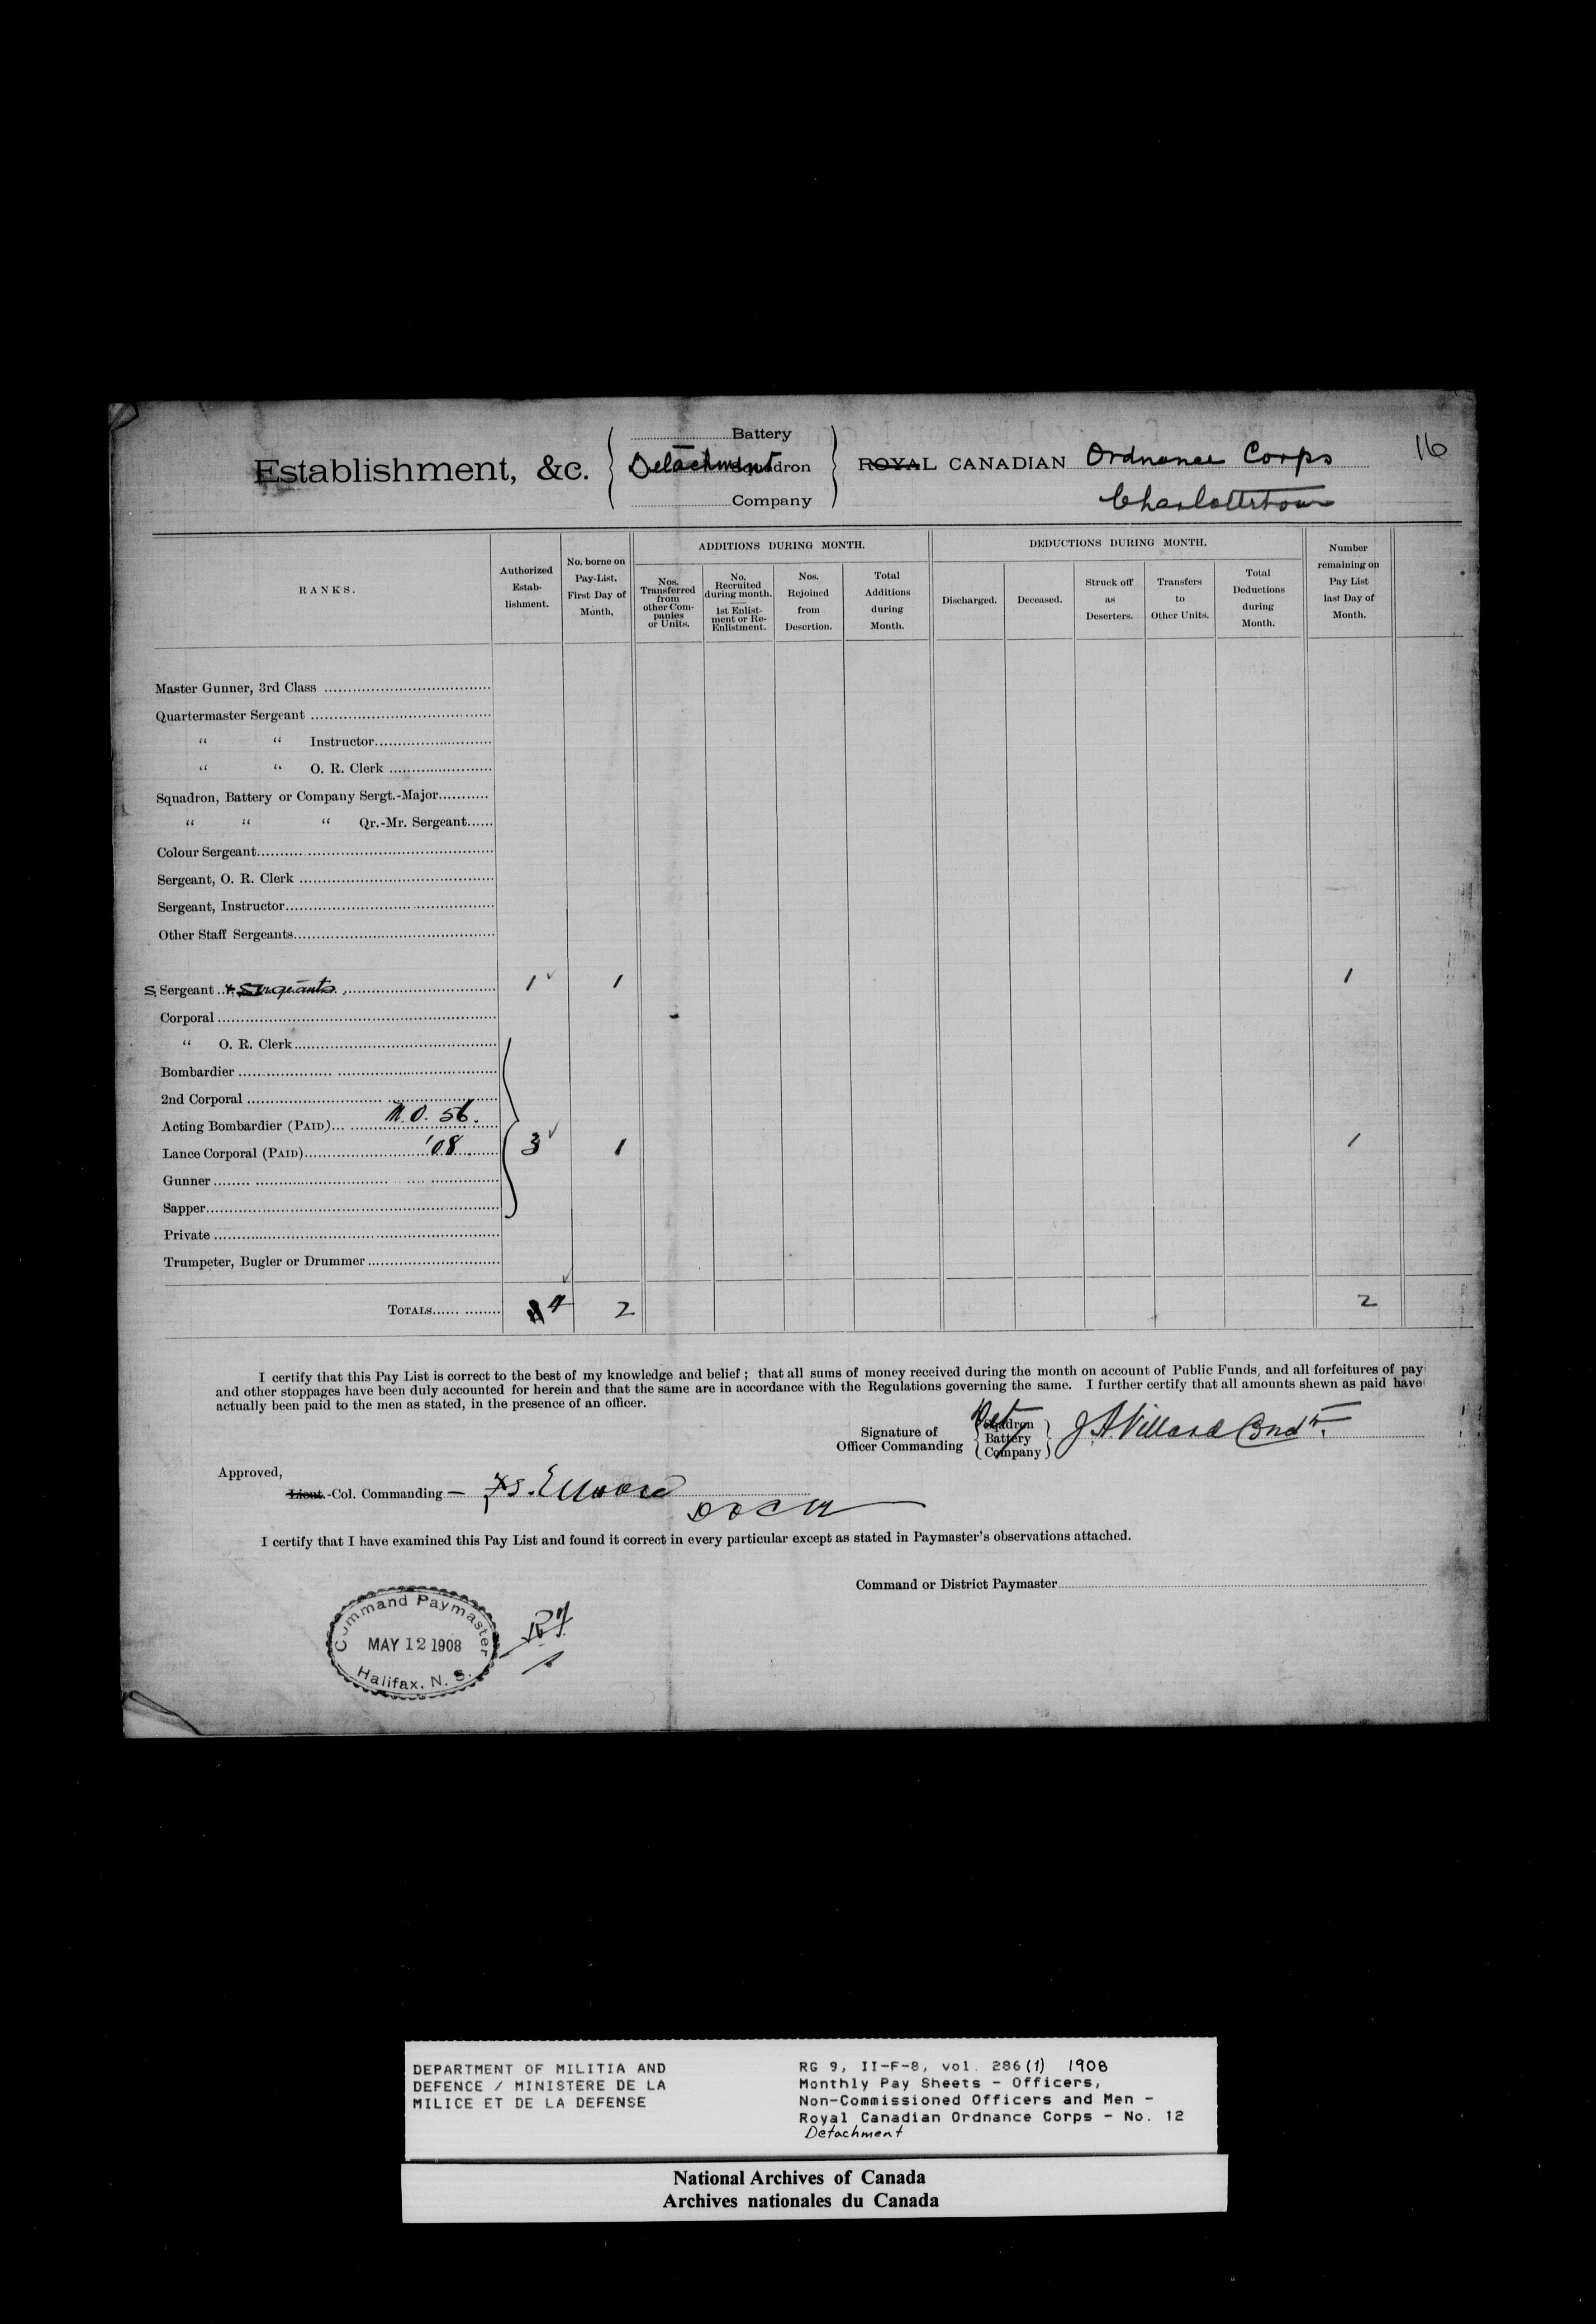 16
Battery
Establishment, &c. Detachment Squadron ROYAL CANADIAN Ordnance Corps
Company Charlottetown
RANKS.
Authorized Estab-lishment.
No. borne on Pay-List. First Day of Month,
ADDITIONS DURING MONTH.
Nos. Transferred from other Com-panies or Units.
No. Recruited during month. 1st Enlist-ment or Re-Enlistment.
Nos. Rejoined from Desertion.
Total Additions during Month.
DEDUCTIONS DURING MONTH.
Discharged.
Deceased.
Struck off as Deserters.
Transfers to Other Units.
Total Deductions during Month.
Number remaining on Pay List last Day of Month.
Master Gunner, 3rd Class
Quartermaster Sergeant
“ “ Instructor
“ “ O. R. Clerk
Squadron, Battery or Company Sergt.-Major
“ “ “ Qr.-Mr. Sergeant
Colour Sergeant
Sergeant, O. R. Clerk
Sergeant, Instructor
Other Staff Sergeants
S. Sergeant & Sergeants 1 1 1
Corporal
“ O. R. Clerk
Bombardier
2nd Corporal
Acting Bombardier (PAID) M.O. 56.
Lance Corporal (PAID) '08 3 1 1
Gunner
Sapper
Private
Trumpeter, Bugler or Drummer
TOTALS 4 2 2
I certify that this Pay List is correct to the best of my knowledge and belief; that all sums of money received during the month on account of Public Funds, and all forfeitures of pay
and other stoppages have been duly accounted for herein and that the same are in accordance with the Regulations governing the same. I further certify that all amounts shewn as paid have
actually been paid to the men as stated, in the presence of an officer.
Signature of Officer Commanding Det Squadron Battery Company
Approved,
Lieut.-Col. Commanding
DOCM
I certify that I have examined this Pay List and found it correct in every particular except as stated in Paymaster's observations attached.
Command or District Paymaster
Command Paymaster
MAY 12 1908
Halifax, N. S.
DEPARTMENT OF MILITIA AND
DEFENCE / MINISTERE DE LA
MILICE ET DE LA DEFENSE
RG 9, II-F-8, vol. 286(1) 1908
Monthly Pay Sheets - Officers,
Non-Commissioned Officers and Men -
Royal Canadian Ordnance Corps - No. 12
Detachment
National Archives of Canada
Archives nationales du Canada